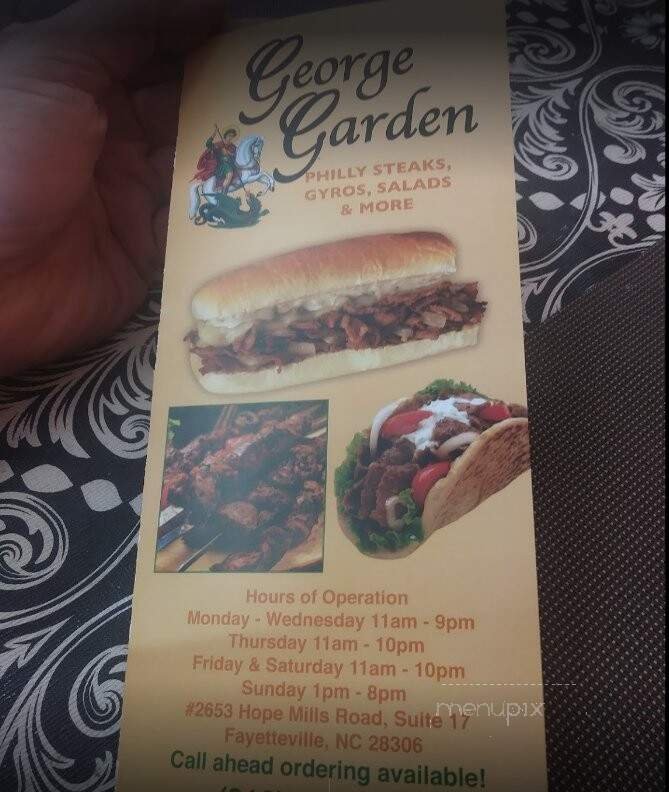 George
Garden
PHILLY STEAKS,
GYROS, SALADS
& MORE
Hours of Operation
Monday - Wednesday 11am - 9pm
Thursday 11am - 10pm
Friday & Saturday 11am - 10pm
Sunday 1pm - 8pm
#2653 Hope Mills Road, Suite 17
Fayetteville, NC 28306
Call ahead ordering available!
menupix